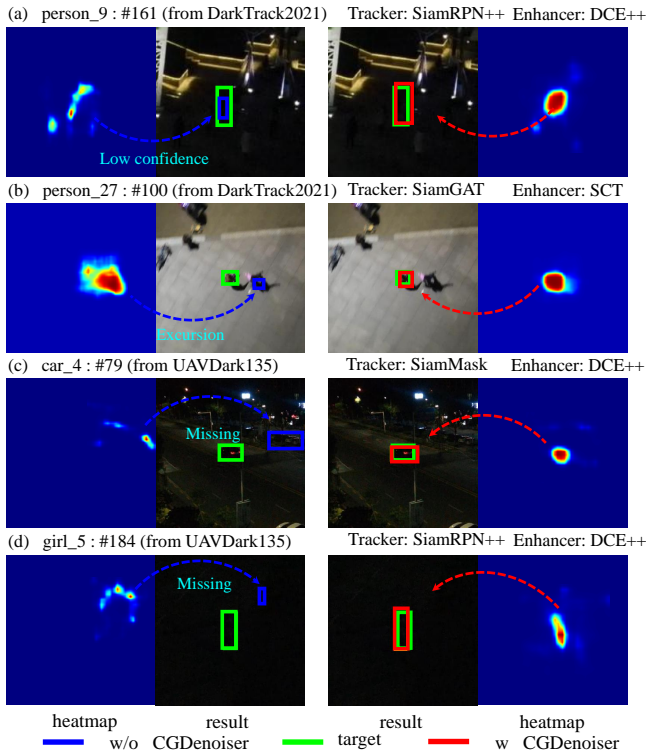 (a) person_9 : #161 (from DarkTrack2021) Tracker: SiamRPN++ Enhancer: DCE++
Low confidence
(b) person_27 : #100 (from DarkTrack2021) Tracker: SiamGAT Enhancer: SCT
Excursion
(c) car_4 : #79 (from UAVDark135) Tracker: SiamMask Enhancer: DCE++
Missing
(d) girl_5 : #184 (from UAVDark135) Tracker: SiamRPN++ Enhancer: DCE++
Missing
heatmap result result heatmap
w/o CGDenoiser target w CGDenoiser